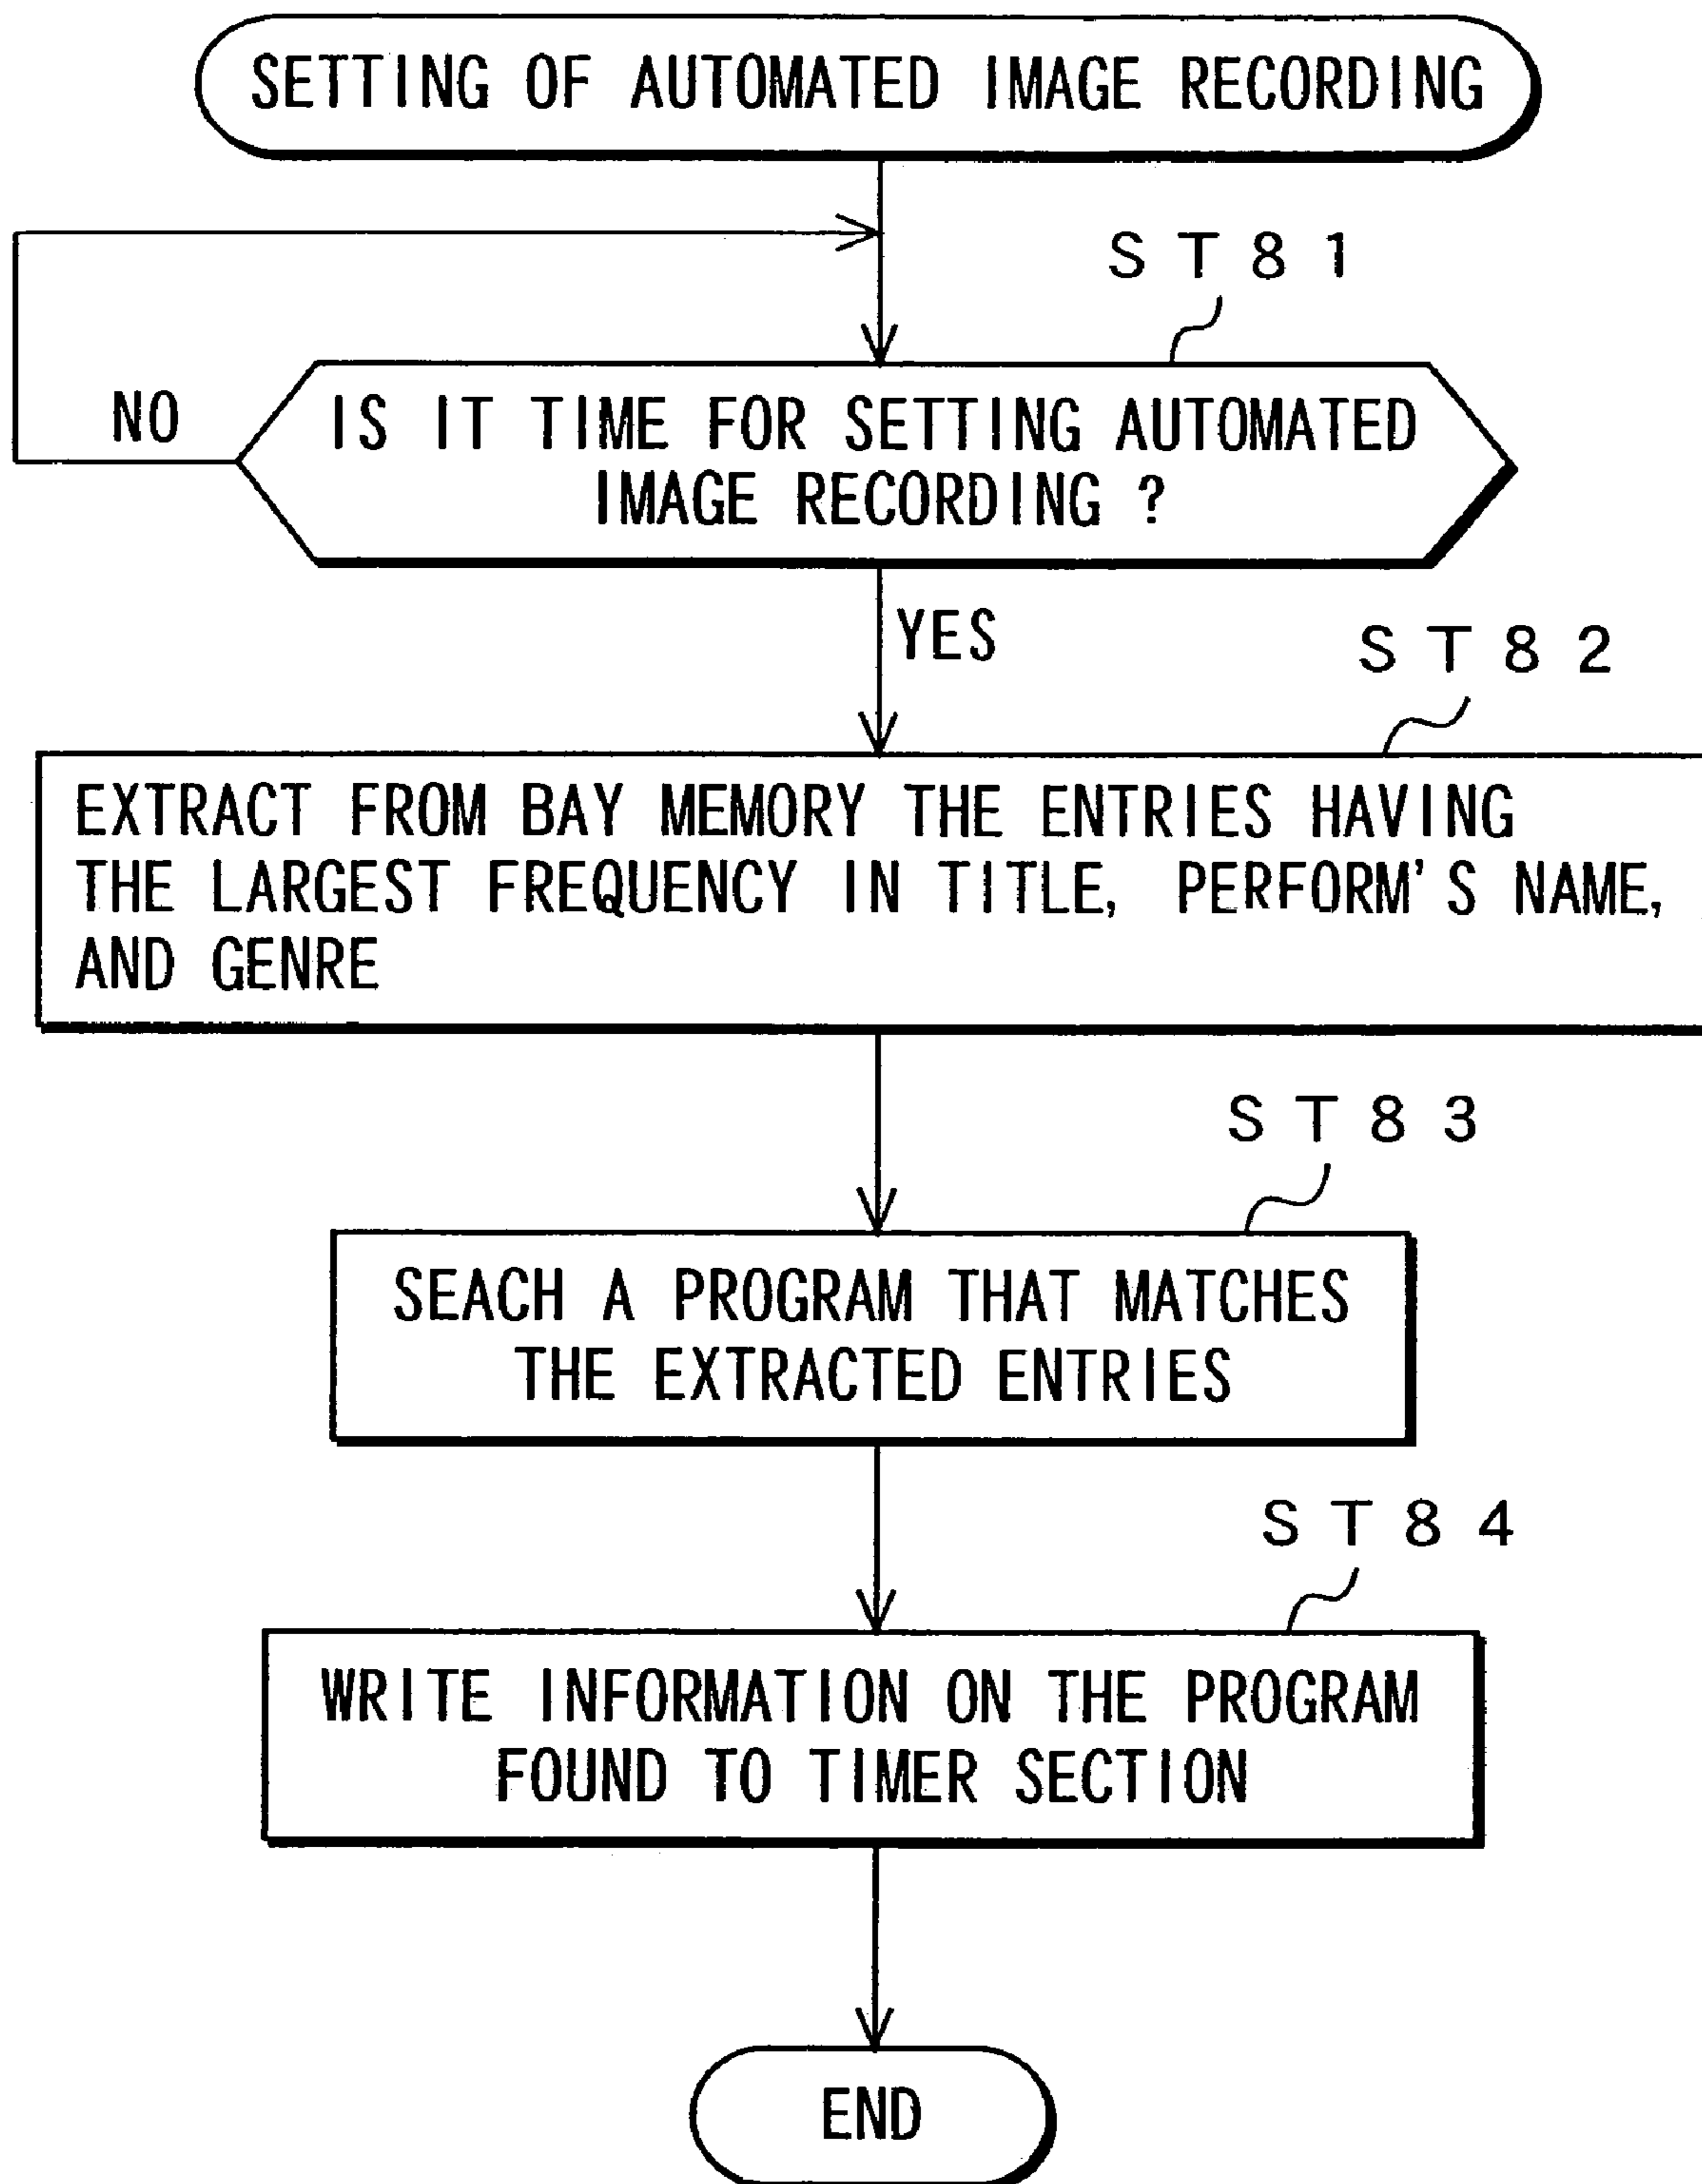 SETTING OF AUTOMATED IMAGE RECORDING
ST81
NO
IS IT TIME FOR SETTING AUTOMATED
IMAGE RECORDING ?
YES
ST82
EXTRACT FROM BAY MEMORY THE ENTRIES HAVING
THE LARGEST FREQUENCY IN TITLE, PERFORM'S NAME,
AND GENRE
ST83
SEACH A PROGRAM THAT MATCHES
THE EXTRACTED ENTRIES
ST84
WRITE INFORMATION ON THE PROGRAM
FOUND TO TIMER SECTION
END